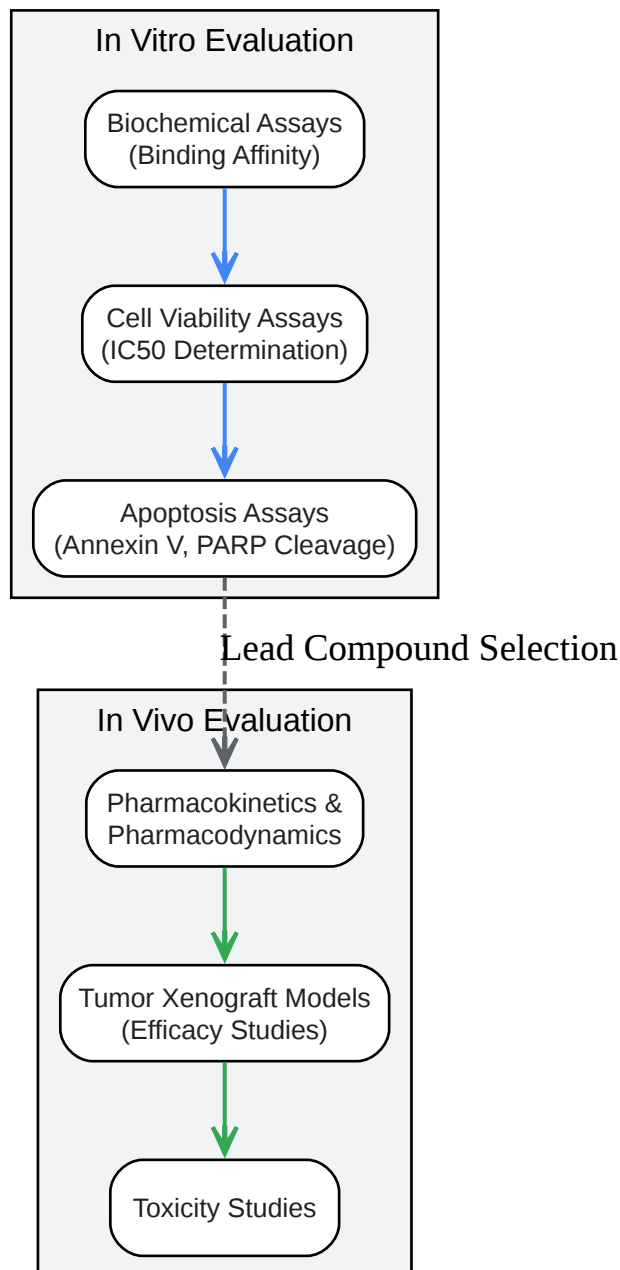 In Vitro Evaluation
Biochemical Assays
(Binding Affinity)
Cell Viability Assays
(IC50 Determination)
Apoptosis Assays
(Annexin V, PARP Cleavage)
Lead Compound Selection
In Vivo Evaluation
Pharmacokinetics &
Pharmacodynamics
Tumor Xenograft Models
(Efficacy Studies)
Toxicity Studies